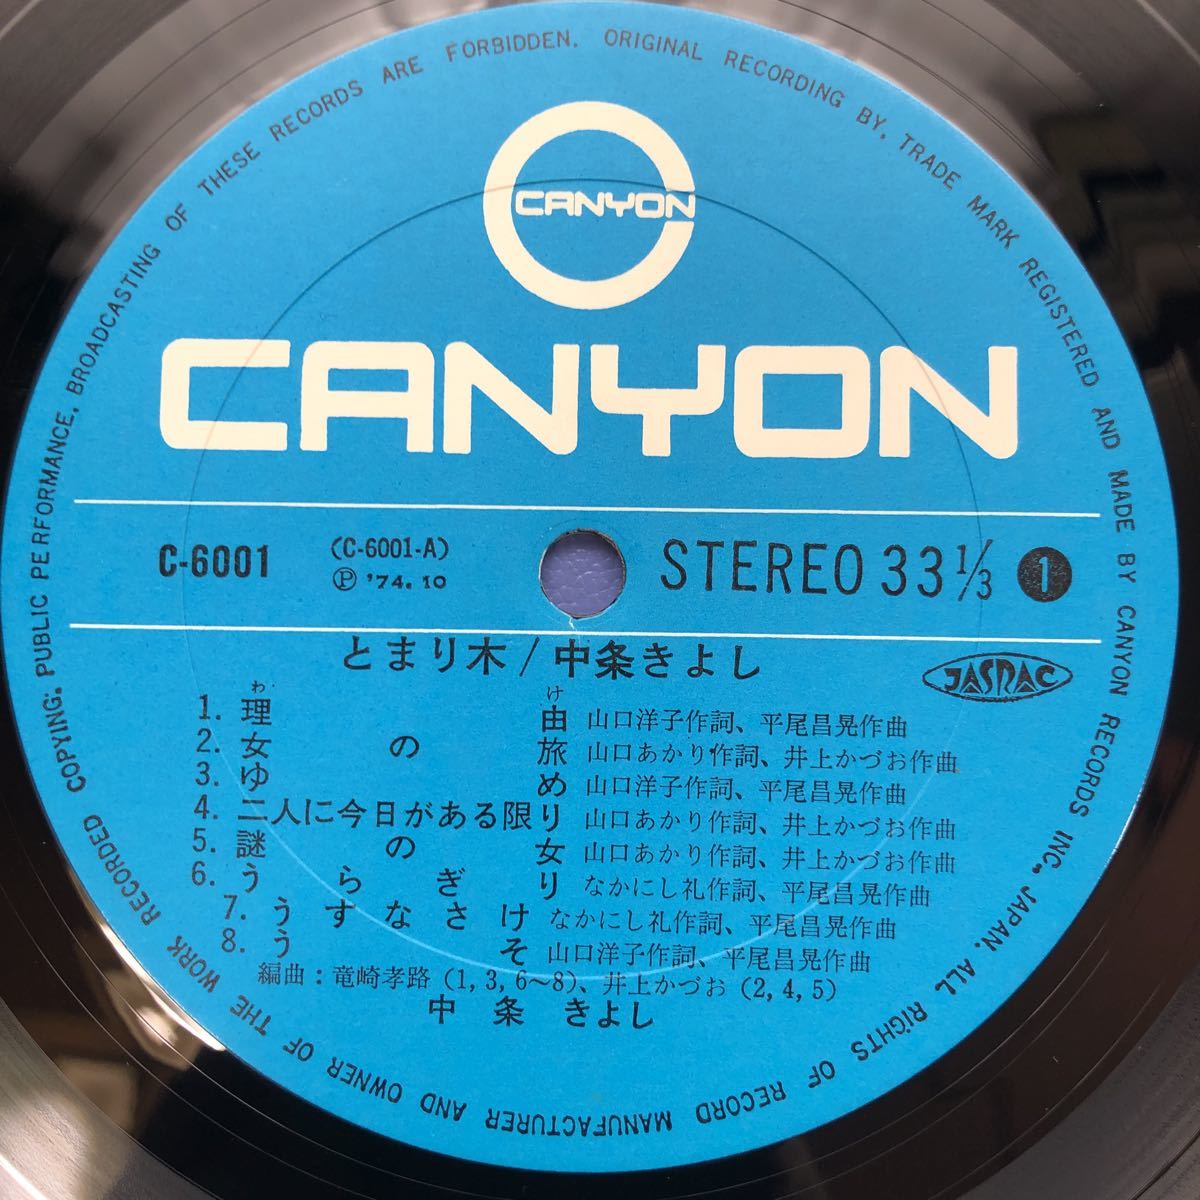 CANYON
CANYON
C-6001 (C-6001-A) STEREO 33 1/3 1
Ⓟ '74.10
とまり木/中条きよし
JASRAC
わ け
1. 理由 山口洋子作詞、平尾昌晃作曲
2. 女の旅 山口あかり作詞、井上かづお作曲
3. ゆめ 山口洋子作詞、平尾昌晃作曲
4. 二人に今日がある限り 山口あかり作詞、井上かづお作曲
5. 謎の女 山口あかり作詞、井上かづお作曲
6. うらぎり なかにし礼作詞、平尾昌晃作曲
7. うすなさけ なかにし礼作詞、平尾昌晃作曲
8. うそ 山口洋子作詞、平尾昌晃作曲
編曲：竜崎孝路（1,3,6〜8）、井上かづお（2,4,5）
中条 きよし
ORIGINAL RECORDING BY, TRADE MARK REGISTERED AND MADE BY CANYON RECORDS INC., JAPAN. ALL RIGHTS OF RECORD MANUFACTURER AND OWNER OF THE WORK RECORDED COPYING; PUBLIC PERFORMANCE, BROADCASTING OF THESE RECORDS ARE FORBIDDEN.